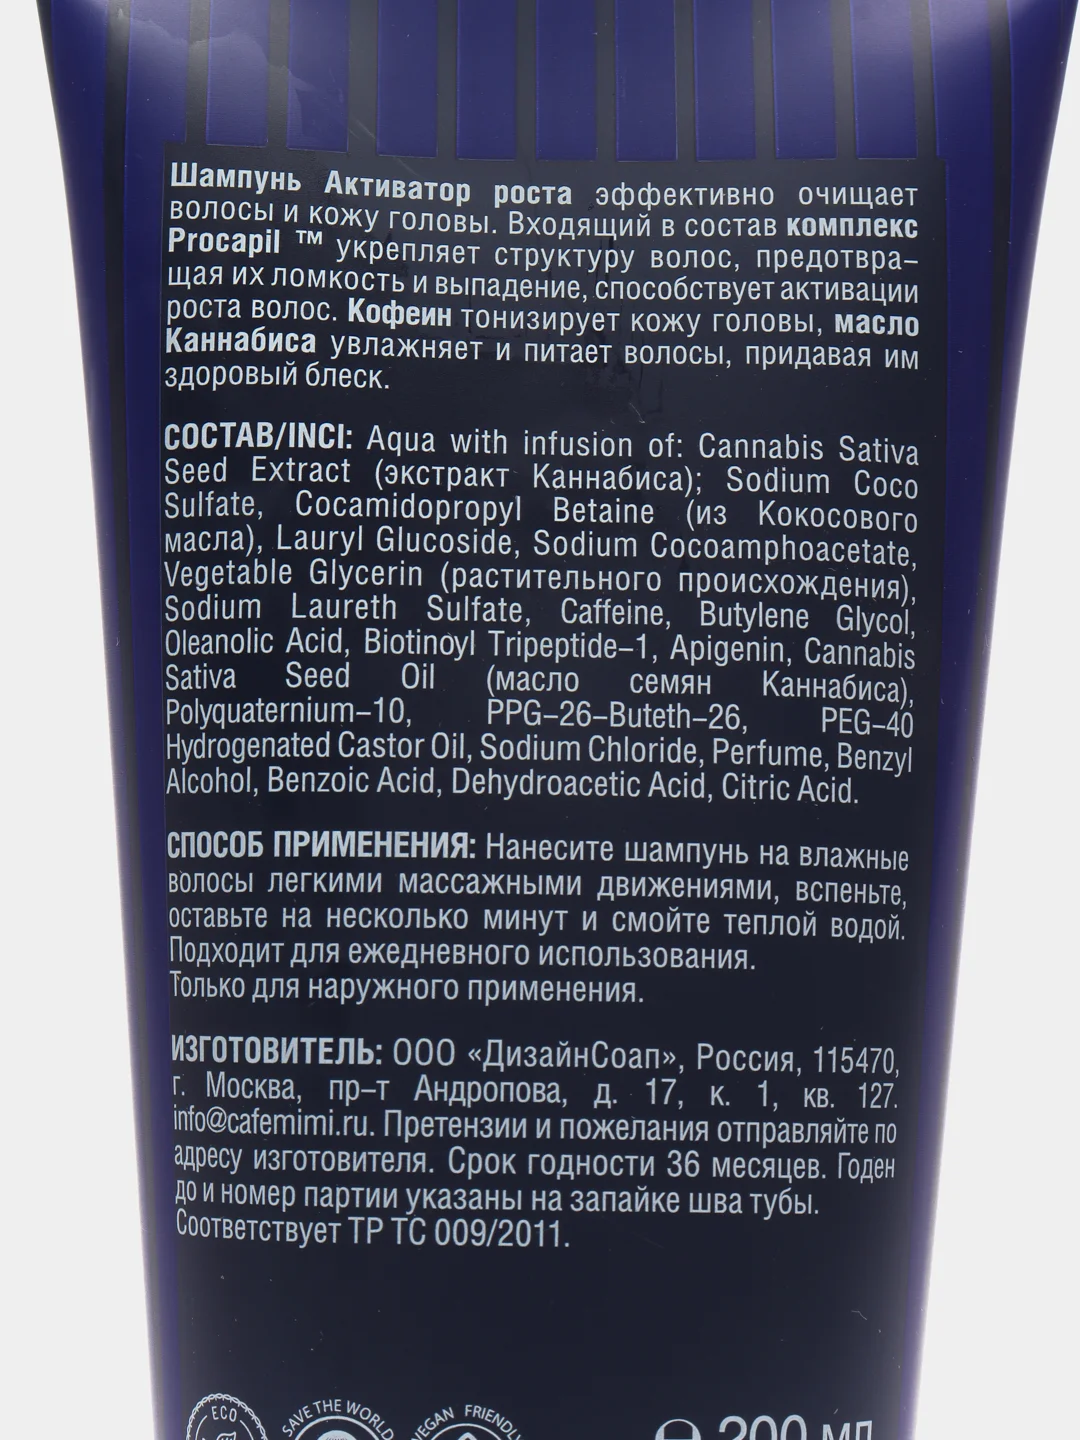 Шампунь Активатор роста эффективно очищает
волосы и кожу головы. Входящий в состав комплекс
Procapil ™ укрепляет структуру волос, предотвра–
щая их ломкость и выпадение, способствует активации
роста волос. Кофеин тонизирует кожу головы, масло
Каннабиса увлажняет и питает волосы, придавая им
здоровый блеск.
СОСТАВ/INCI: Aqua with infusion of: Cannabis Sativa
Seed Extract (экстракт Каннабиса); Sodium Coco
Sulfate, Cocamidopropyl Betaine (из Кокосового
масла), Lauryl Glucoside, Sodium Cocoamphoacetate,
Vegetable Glycerin (растительного происхождения),
Sodium Laureth Sulfate, Caffeine, Butylene Glycol,
Oleanolic Acid, Biotinoyl Tripeptide–1, Apigenin, Cannabis
Sativa Seed Oil (масло семян Каннабиса),
Polyquaternium–10, PPG–26–Buteth–26, PEG–40
Hydrogenated Castor Oil, Sodium Chloride, Perfume, Benzyl
Alcohol, Benzoic Acid, Dehydroacetic Acid, Citric Acid.
СПОСОБ ПРИМЕНЕНИЯ: Нанесите шампунь на влажные
волосы легкими массажными движениями, вспеньте,
оставьте на несколько минут и смойте теплой водой.
Подходит для ежедневного использования.
Только для наружного применения.
ИЗГОТОВИТЕЛЬ: ООО «ДизайнСоап», Россия, 115470,
г. Москва, пр–т Андропова, д. 17, к. 1, кв. 127.
info@cafemimi.ru. Претензии и пожелания отправляйте по
адресу изготовителя. Срок годности 36 месяцев. Годен
до и номер партии указаны на запайке шва тубы.
Соответствует ТР ТС 009/2011.
ECO
SAVE THE WORLD
VEGAN FRIENDLY
℮ 200 мл